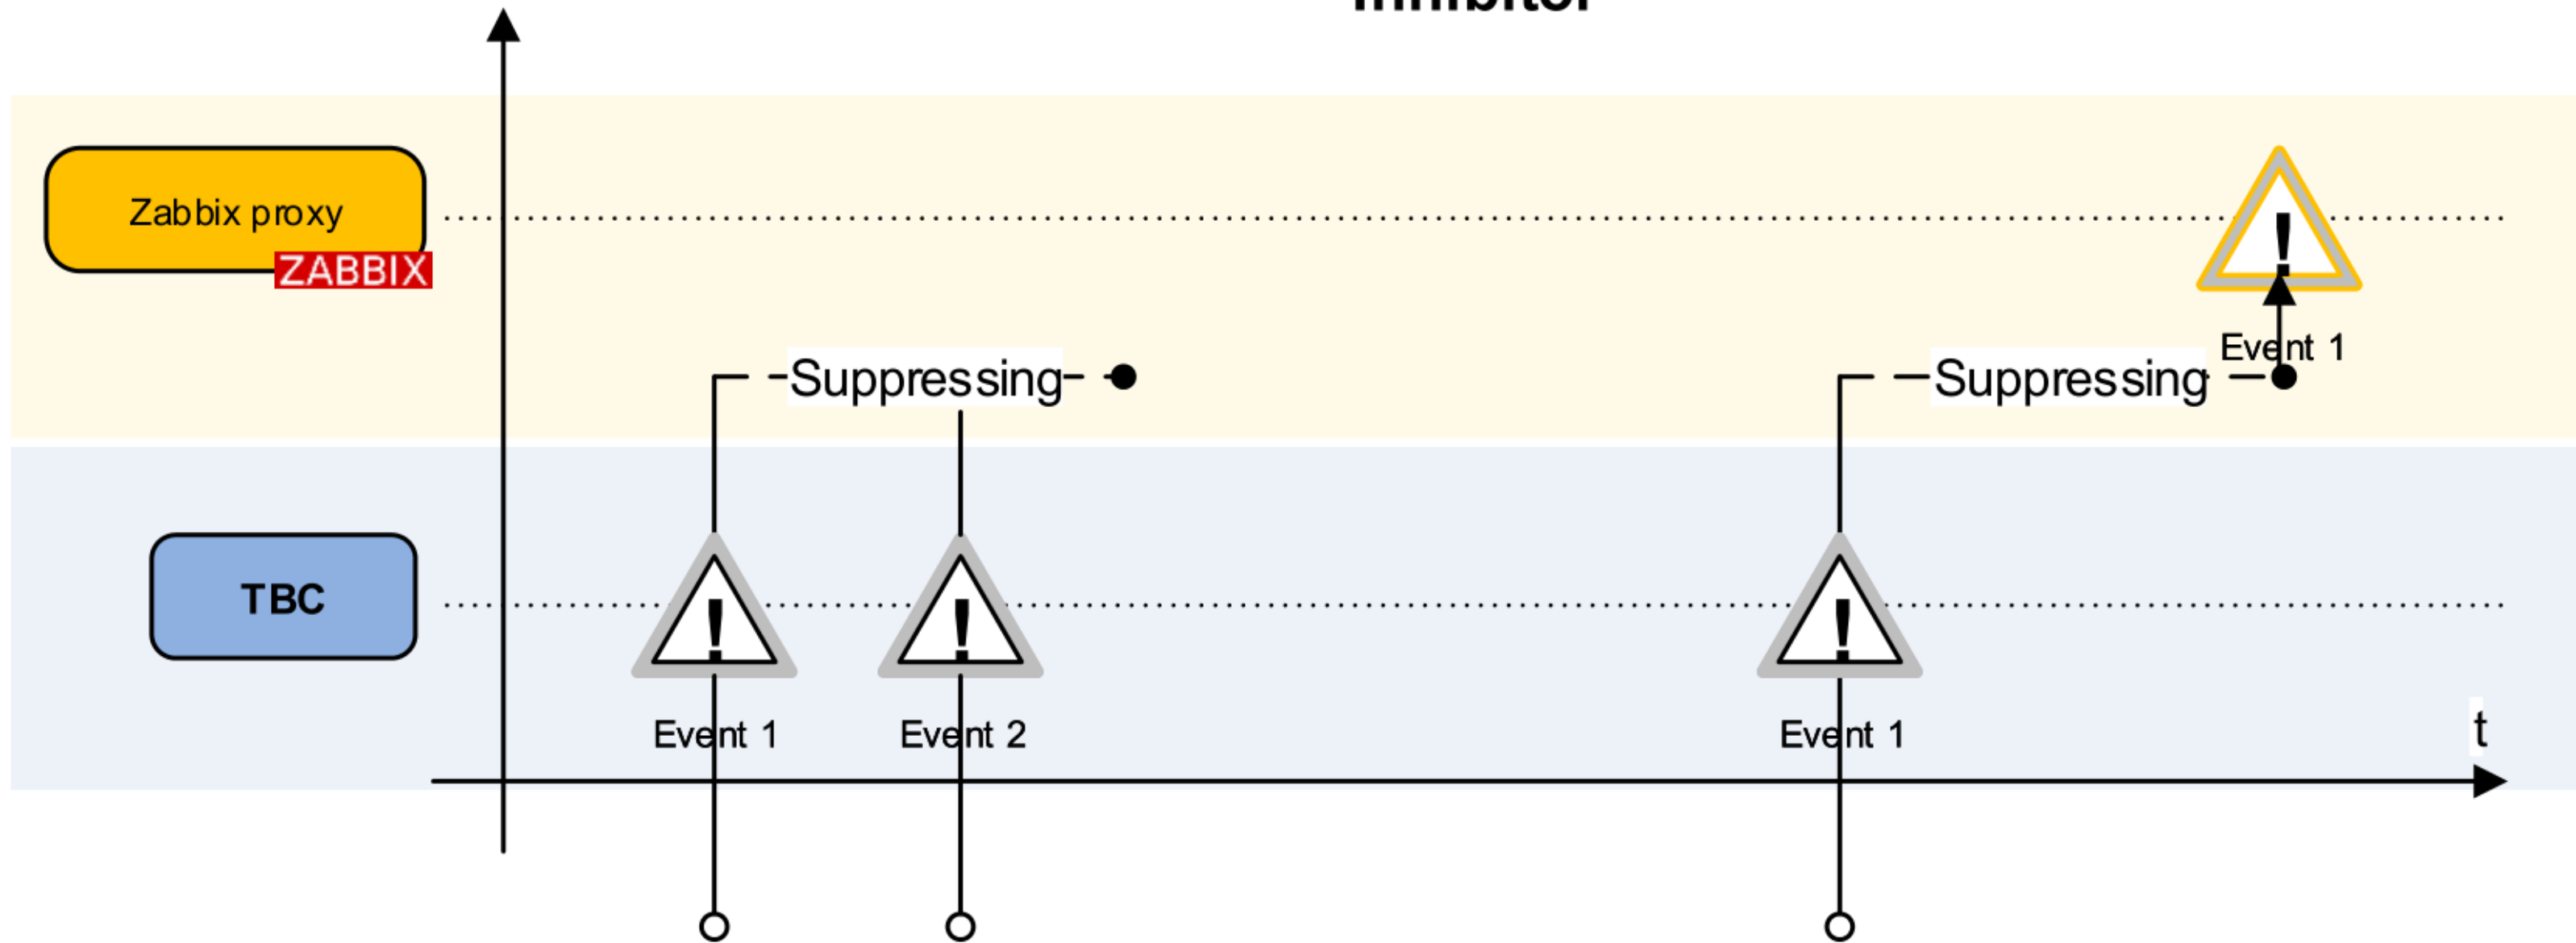 Zabbix proxy
ZABBIX
!
Event 1
Suppressing
Suppressing
TBC
!
!
!
Event 1
Event 2
Event 1
t